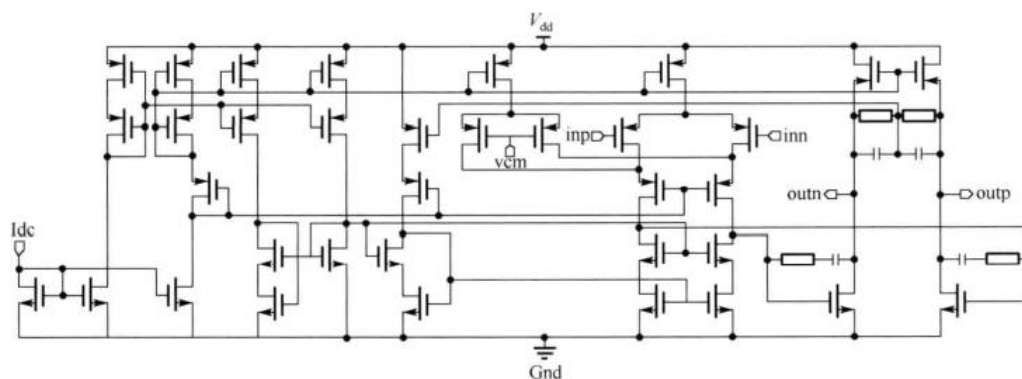 Vdd
inp
inn
vcm
outn
outp
Idc
Gnd